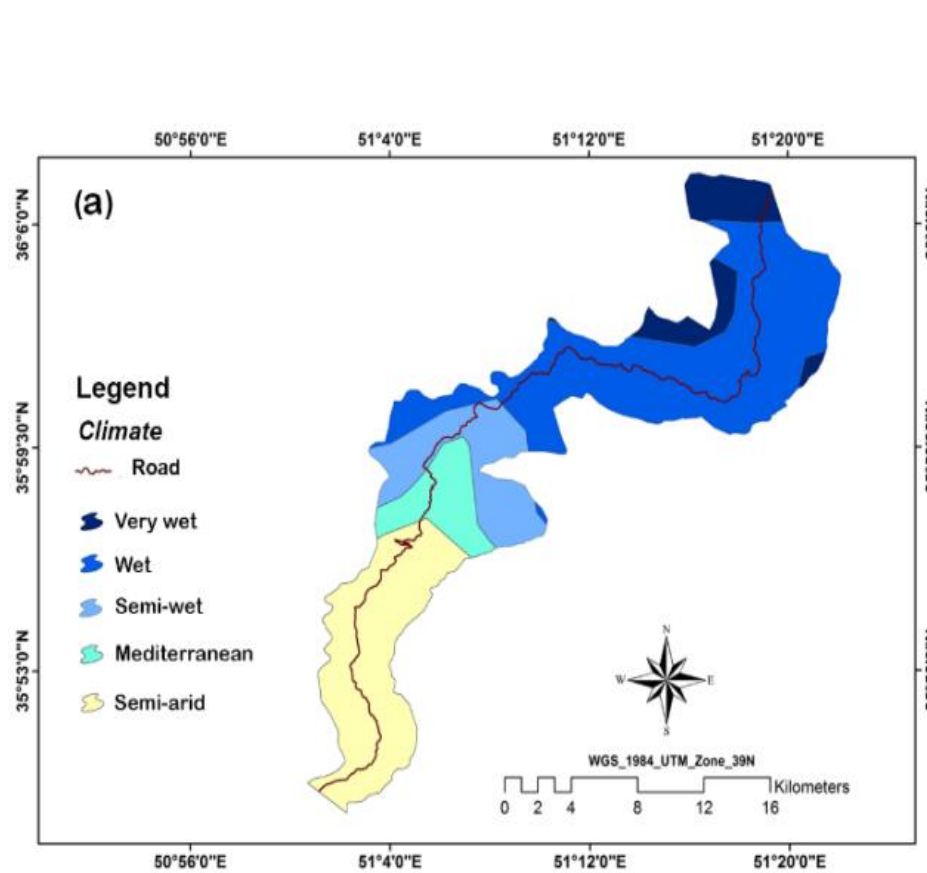 50°56'0"E 51°4'0"E 51°12'0"E 51°20'0"E
(a)
36°6'0"N
35°59'30"N
35°53'0"N
Legend
Climate
Road
Very wet
Wet
Semi-wet
Mediterranean
Semi-arid
N
W E
S
WGS_1984_UTM_Zone_39N
Kilometers
0 2 4 8 12 16
50°56'0"E 51°4'0"E 51°12'0"E 51°20'0"E